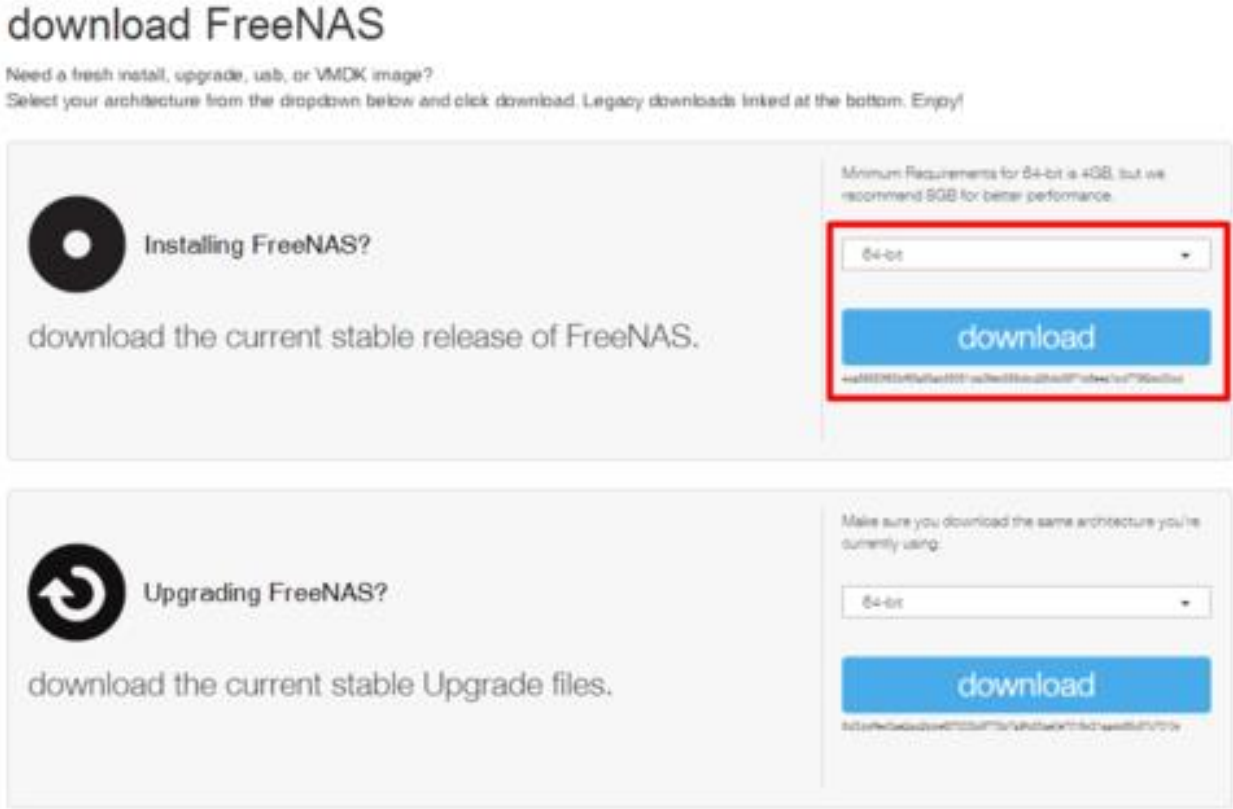 download FreeNAS
Need a fresh install, upgrade, usb, or VMDK image?
Select your architecture from the dropdown below and click download. Legacy downloads linked at the bottom. Enjoy!
Installing FreeNAS?
download the current stable release of FreeNAS.
Minimum Requirements for 64-bit is 4GB, but we
recommend 8GB for better performance.
64-bit
download
Upgrading FreeNAS?
download the current stable Upgrade files.
Make sure you download the same architecture you're
currently using.
64-bit
download